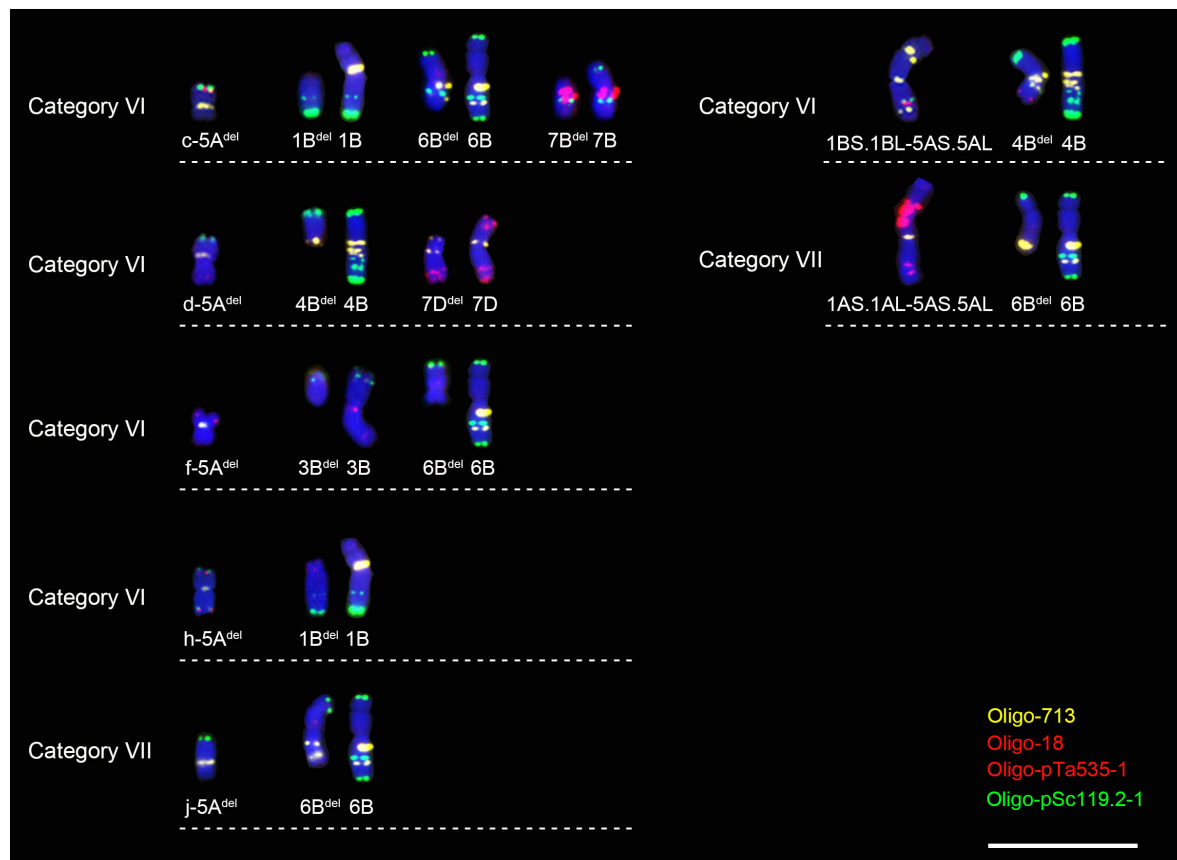 Category VI
c-5Adel 1Bdel 1B 6Bdel 6B 7Bdel 7B
Category VI
d-5Adel 4Bdel 4B 7Ddel 7D
Category VI
f-5Adel 3Bdel 3B 6Bdel 6B
Category VI
h-5Adel 1Bdel 1B
Category VII
j-5Adel 6Bdel 6B
Category VI
1BS.1BL-5AS.5AL 4Bdel 4B
Category VII
1AS.1AL-5AS.5AL 6Bdel 6B
Oligo-713
Oligo-18
Oligo-pTa535-1
Oligo-pSc119.2-1